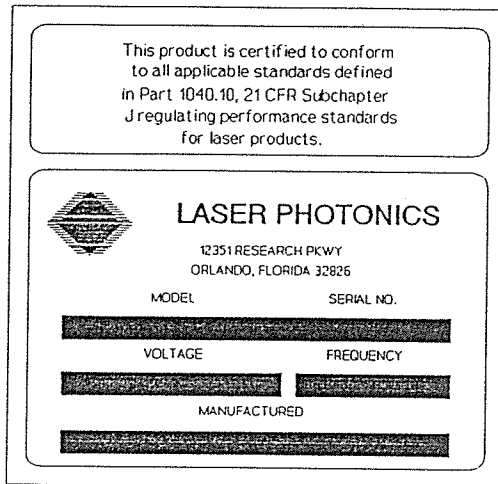 This product is certified to conform
to all applicable standards defined
in Part 1040.10, 21 CFR Subchapter
J regulating performance standards
for laser products.
LASER PHOTONICS
12351 RESEARCH PKWY
ORLANDO, FLORIDA 32826
MODEL SERIAL NO.
VOLTAGE FREQUENCY
MANUFACTURED